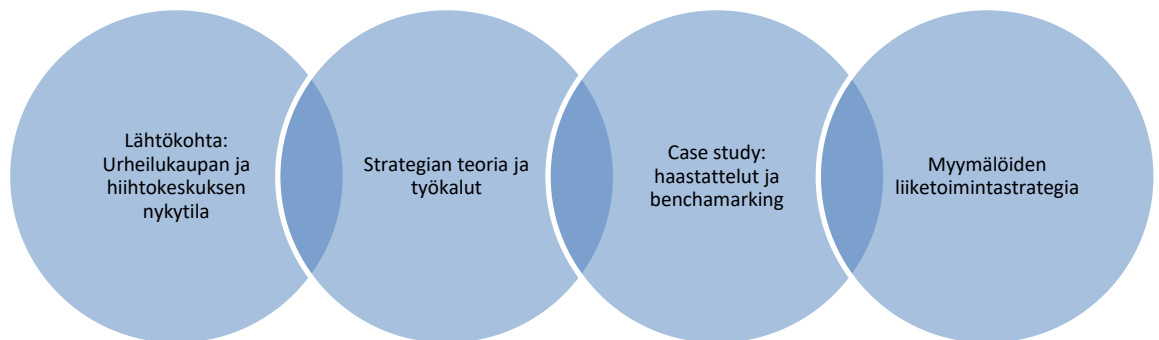 Lähtökohta:
Urheilukaupan ja
hiihtokeskuksen
nykytila
Strategian teoria ja
työkalut
Case study:
haastattelut ja
benchamarking
Myymälöiden
liiketoimintastrategia